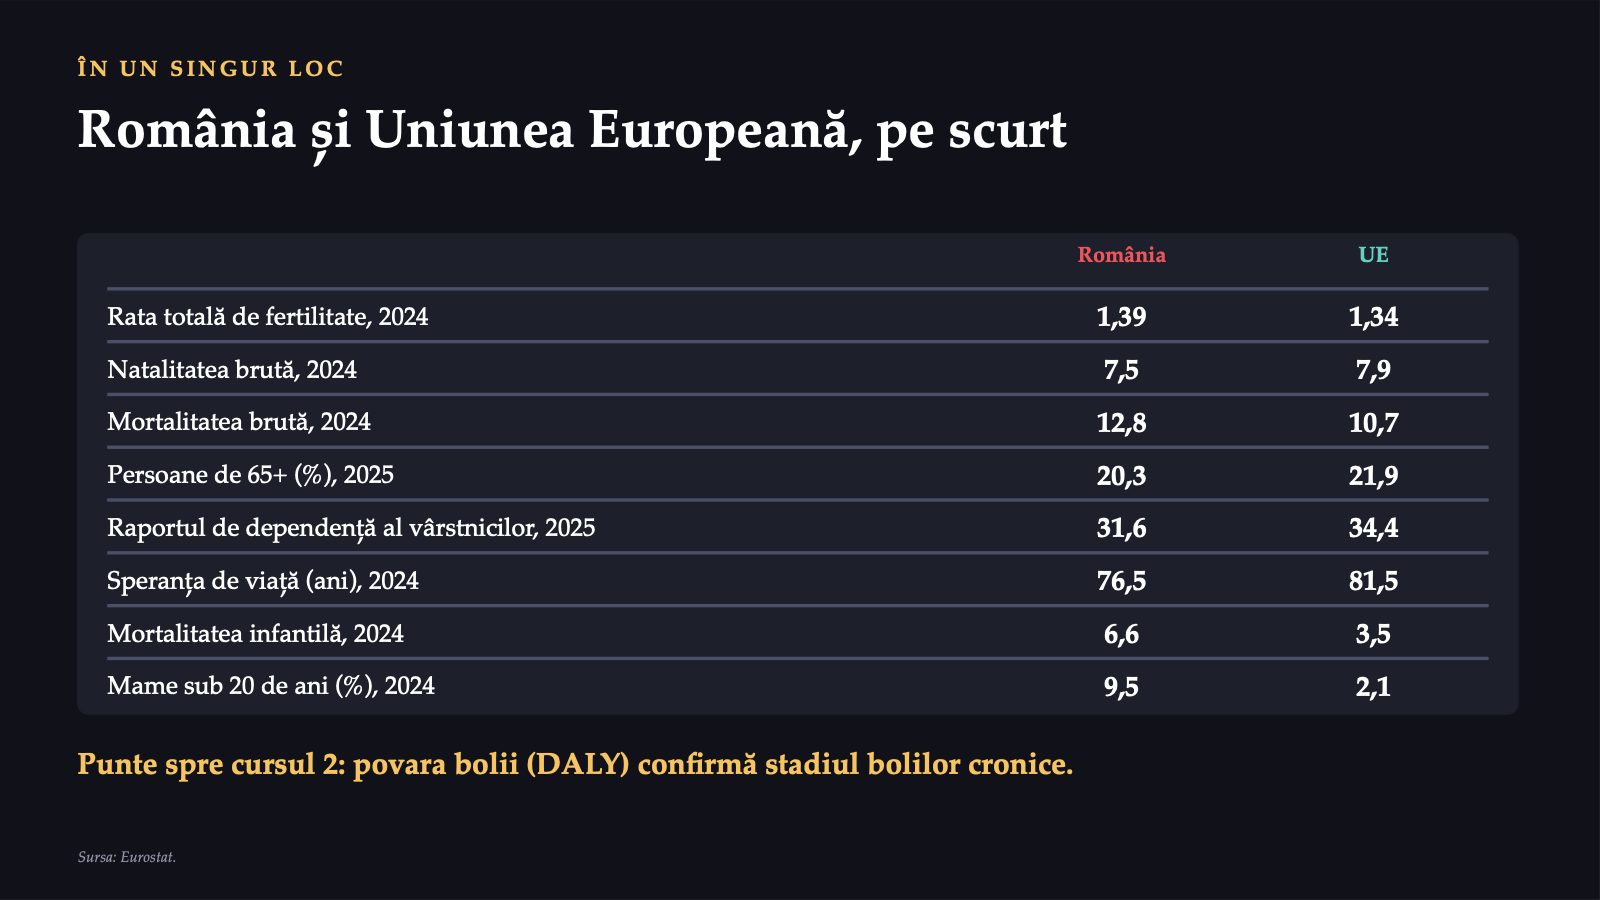 ÎN UN SINGUR LOC
România și Uniunea Europeană, pe scurt
România UE
Rata totală de fertilitate, 2024 1,39 1,34
Natalitatea brută, 2024 7,5 7,9
Mortalitatea brută, 2024 12,8 10,7
Persoane de 65+ (%), 2025 20,3 21,9
Raportul de dependență al vârstnicilor, 2025 31,6 34,4
Speranța de viață (ani), 2024 76,5 81,5
Mortalitatea infantilă, 2024 6,6 3,5
Mame sub 20 de ani (%), 2024 9,5 2,1
Punte spre cursul 2: povara bolii (DALY) confirmă stadiul bolilor cronice.
Sursa: Eurostat.